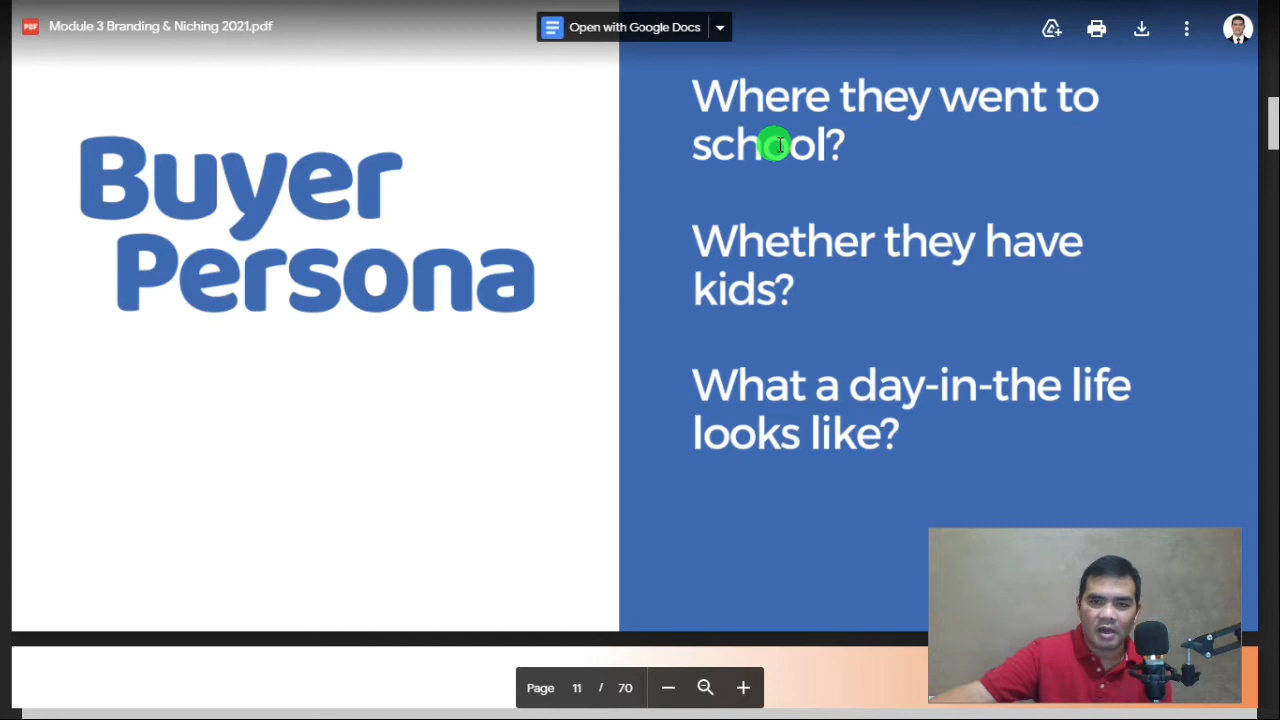 Module 3 Branding & Niching 2021.pdf
Open with Google Docs
Buyer
Persona
Where they went to
school?
Whether they have
kids?
What a day-in-the life
looks like?
Page 11 / 70